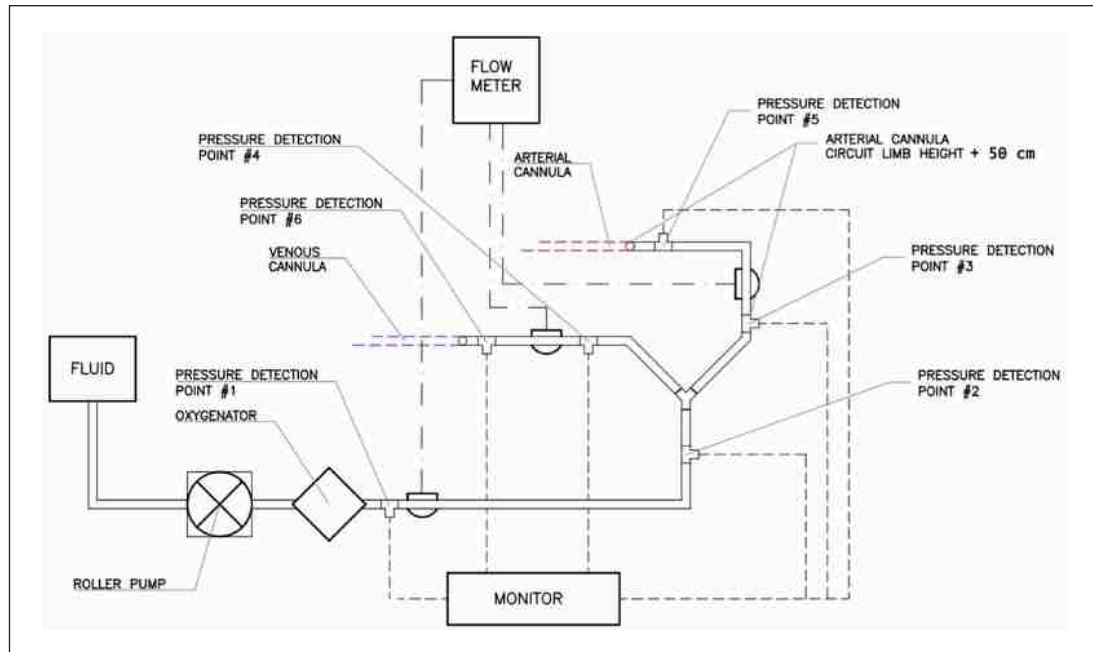 FLOW
METER
PRESSURE DETECTION
POINT #5
PRESSURE DETECTION
POINT #4
ARTERIAL
CANNULA
ARTERIAL CANNULA
CIRCUIT LIMB HEIGHT + 50 cm
PRESSURE DETECTION
POINT #6
VENOUS
CANNULA
PRESSURE DETECTION
POINT #3
FLUID
PRESSURE DETECTION
POINT #1
PRESSURE DETECTION
POINT #2
OXYGENATOR
ROLLER PUMP
MONITOR